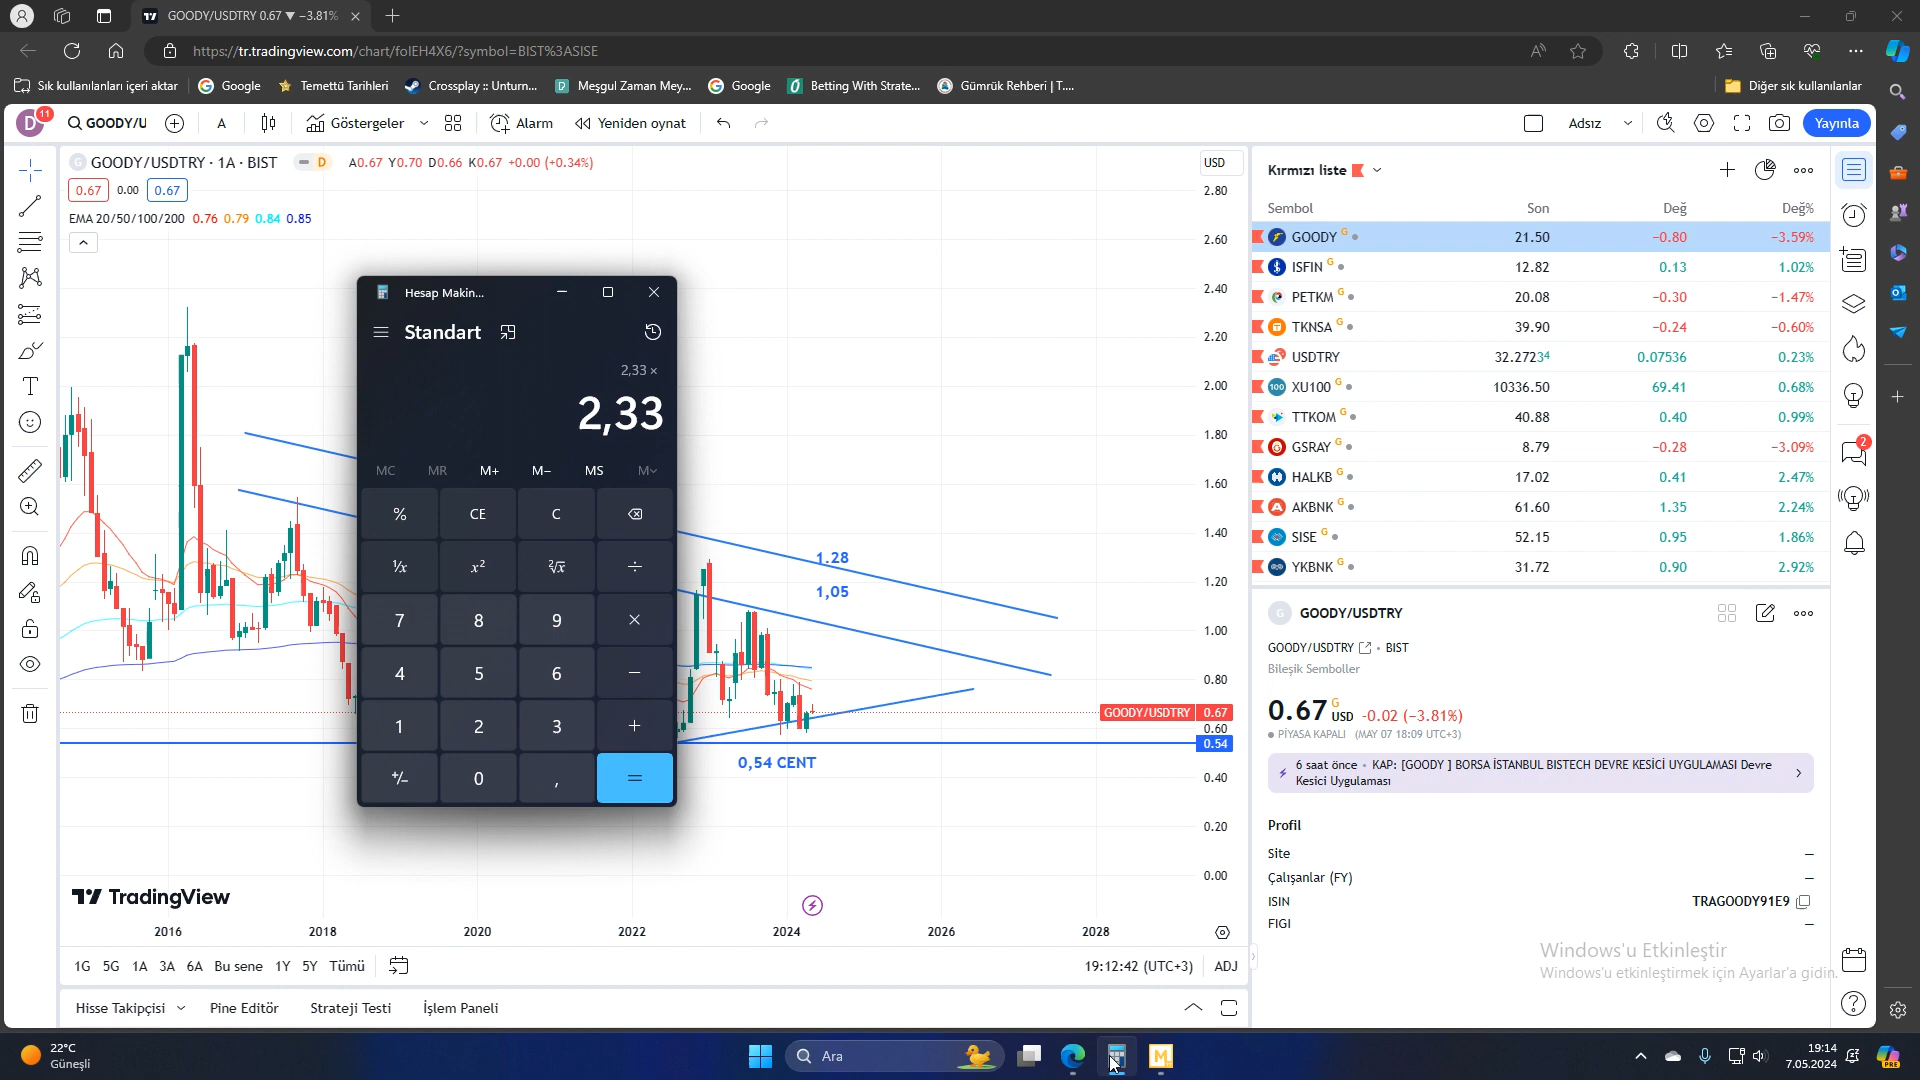 GOODY/USDTRY 0.67 ▼ −3.81%
https://tr.tradingview.com/chart/folEH4X6/?symbol=BIST%3ASISE
Sık kullanılanları içeri aktar
Google
Temettü Tarihleri
Crossplay :: Unturn...
Meşgul Zaman Mey...
Google
Betting With Strate...
Gümrük Rehberi | T....
Diğer sık kullanılanlar
D 11
GOODY/U
A
Göstergeler
Alarm
Yeniden oynat
Adsız
Yayınla
GOODY/USDTRY · 1A · BIST
D
A0.67 Y0.70 D0.66 K0.67 +0.00 (+0.34%)
0.67 0.00 0.67
EMA 20/50/100/200 0.76 0.79 0.84 0.85
USD
2.80
2.60
2.40
2.20
2.00
1.80
1.60
1.40
1.20
1.00
0.80
GOODY/USDTRY 0.67
0.60
0.54
0.40
0.20
0.00
1.28
1,05
0,54 CENT
Hesap Makin...
Standart
2,33 ×
2,33
MC MR M+ M− MS M
% CE C
¹/x x² ²√x ÷
7 8 9 ×
4 5 6 −
1 2 3 +
+/− 0 , =
TradingView
2016 2018 2020 2022 2024 2026 2028
1G 5G 1A 3A 6A Bu sene 1Y 5Y Tümü
19:12:42 (UTC+3) ADJ
Hisse Takipçisi Pine Editör Strateji Testi İşlem Paneli
Kırmızı liste
Sembol Son Değ Değ%
GOODY G 21.50 −0.80 −3.59%
ISFIN G 12.82 0.13 1.02%
PETKM G 20.08 −0.30 −1.47%
TKNSA G 39.90 −0.24 −0.60%
USDTRY 32.27234 0.07536 0.23%
XU100 G 10336.50 69.41 0.68%
TTKOM G 40.88 0.40 0.99%
GSRAY G 8.79 −0.28 −3.09%
HALKB G 17.02 0.41 2.47%
AKBNK G 61.60 1.35 2.24%
SISE G 52.15 0.95 1.86%
YKBNK G 31.72 0.90 2.92%
2
G GOODY/USDTRY
GOODY/USDTRY • BIST
Bileşik Semboller
0.67 G USD −0.02 (−3.81%)
PİYASA KAPALI (MAY 07 18:09 UTC+3)
6 saat önce • KAP: [GOODY ] BORSA İSTANBUL BISTECH DEVRE KESİCİ UYGULAMASI Devre
Kesici Uygulaması
Profil
Site —
Çalışanlar (FY) —
ISIN TRAGOODY91E9
FIGI —
Windows'u Etkinleştir
Windows'u etkinleştirmek için Ayarlar'a gidin.
22°C
Güneşli
Ara
19:14
7.05.2024
PRE